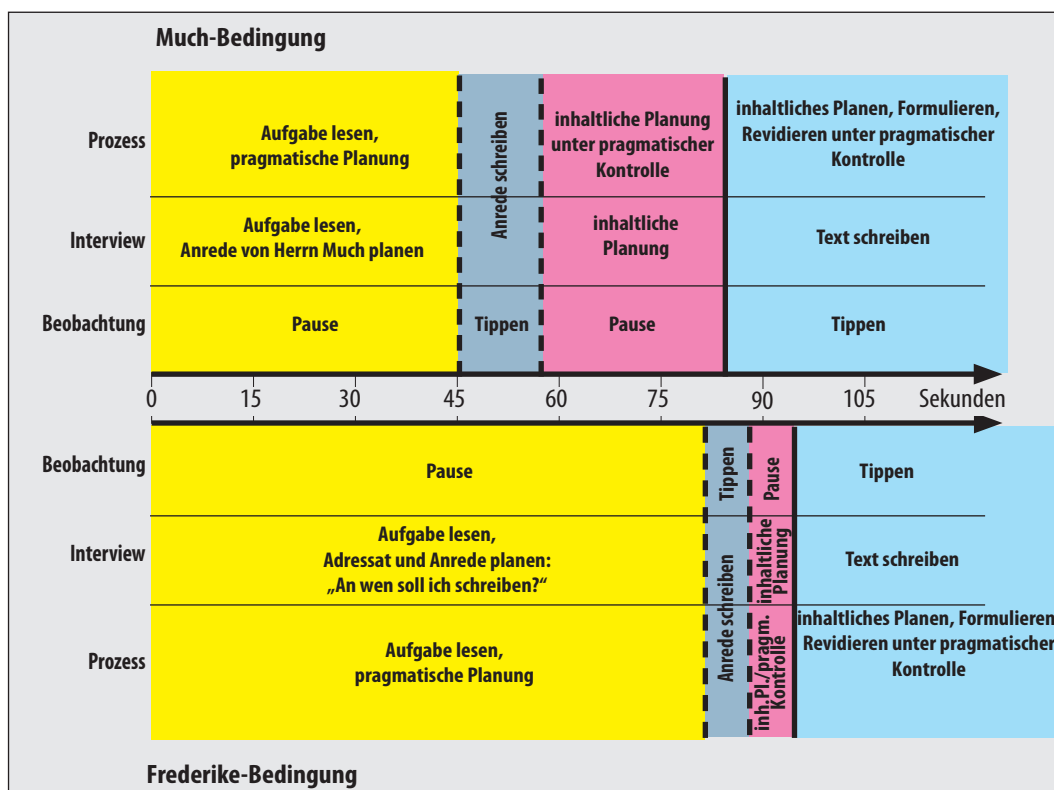 Much-Bedingung
Prozess
Aufgabe lesen,
pragmatische Planung
Anrede schreiben
inhaltliche Planung
unter pragmatischer
Kontrolle
inhaltliches Planen, Formulieren,
Revidieren unter pragmatischer
Kontrolle
Interview
Aufgabe lesen,
Anrede von Herrn Much planen
inhaltliche
Planung
Text schreiben
Beobachtung
Pause
Tippen
Pause
Tippen
0 15 30 45 60 75 90 105 Sekunden
Beobachtung
Pause
Tippen
Pause
Tippen
Interview
Aufgabe lesen,
Adressat und Anrede planen:
„An wen soll ich schreiben?“
Anrede schreiben
inhaltliche
Planung
Text schreiben
Prozess
Aufgabe lesen,
pragmatische Planung
inh.Pl./pragm.
Kontrolle
inhaltliches Planen, Formulieren,
Revidieren unter pragmatischer
Kontrolle
Frederike-Bedingung